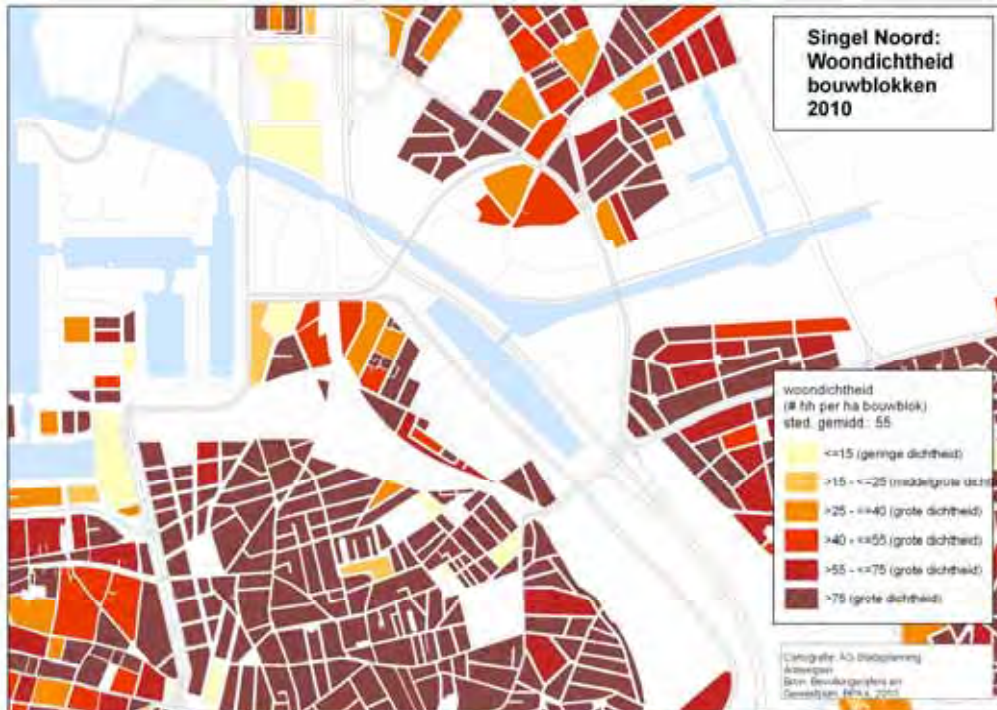 Singel Noord:
Woondichtheid
bouwblokken
2010
woondichtheid
(# hh per ha bouwblok)
sted. gemidd.: 55
<=15 (geringe dichtheid)
>15 - <=25 (middelgrote dicht
>25 - <=40 (grote dichtheid)
>40 - <=55 (grote dichtheid)
>55 - <=75 (grote dichtheid)
>75 (grote dichtheid)
Cartografie: AG Stadsplanning
Antwerpen
Bron: Bevolkingscijfers en
2010